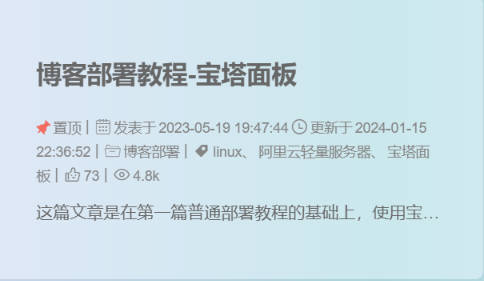 博客部署教程-宝塔面板
置顶 | 发表于 2023-05-19 19:47:44 更新于 2024-01-15
22:36:52 | 博客部署 | linux、 阿里云轻量服务器、 宝塔面
板 | 73 | 4.8k
这篇文章是在第一篇普通部署教程的基础上，使用宝...